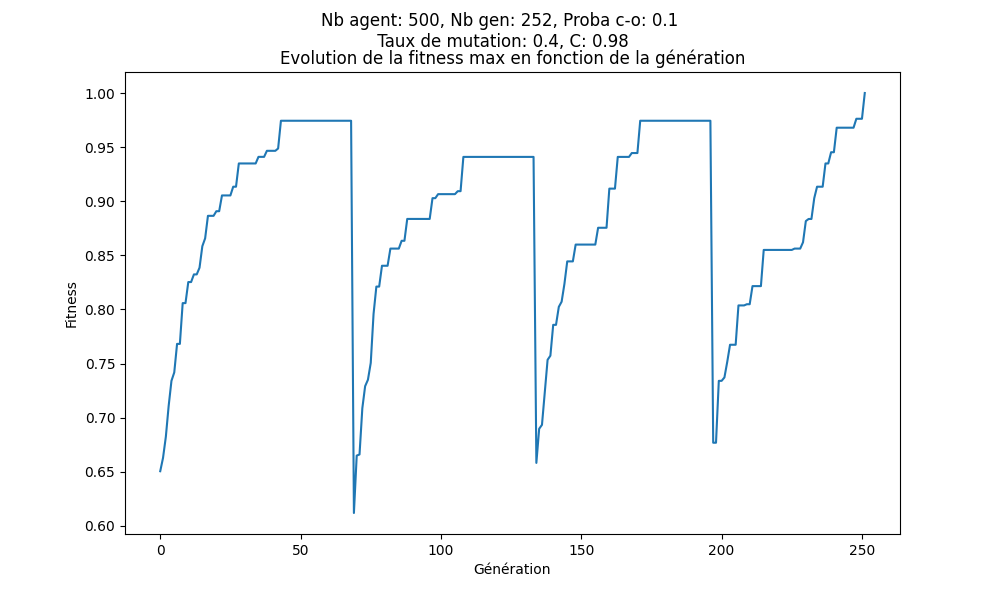 Nb agent: 500, Nb gen: 252, Proba c-o: 0.1
Taux de mutation: 0.4, C: 0.98
Evolution de la fitness max en fonction de la génération
1.00
0.95
0.90
0.85
0.80
0.75
0.70
0.65
0.60
Fitness
0 50 100 150 200 250
Génération